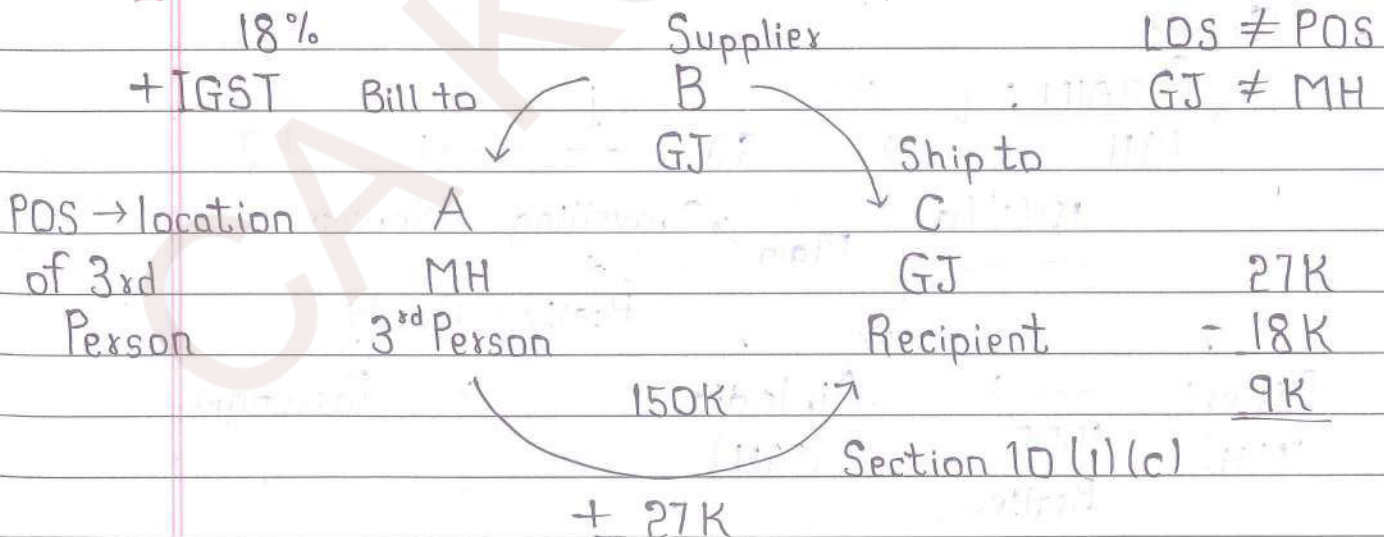 18% Supplier LOS ≠ POS
+ IGST Bill to B : GJ ≠ MH
GJ Ship to
POS → location A C
of 3rd MH GJ 27K
Person 3rd Person Recipient - 18K
150K 9K
Section 10 (1) (c)
+ 27K